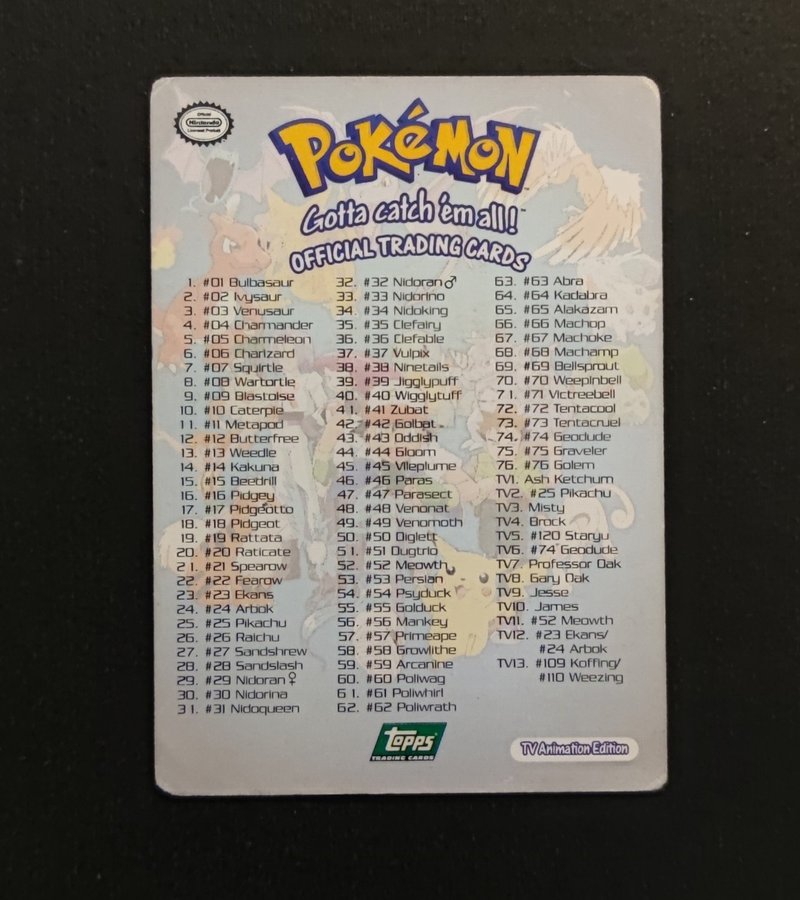 Official
Nintendo
Licensed Product
POKéMON
Gotta catch 'em all!
OFFICIAL TRADING CARDS
1. #01 Bulbasaur
2. #02 Ivysaur
3. #03 Venusaur
4. #04 Charmander
5. #05 Charmeleon
6. #06 Charizard
7. #07 Squirtle
8. #08 Wartortle
9. #09 Blastoise
10. #10 Caterpie
11. #11 Metapod
12. #12 Butterfree
13. #13 Weedle
14. #14 Kakuna
15. #15 Beedrill
16. #16 Pidgey
17. #17 Pidgeotto
18. #18 Pidgeot
19. #19 Rattata
20. #20 Raticate
21. #21 Spearow
22. #22 Fearow
23. #23 Ekans
24. #24 Arbok
25. #25 Pikachu
26. #26 Raichu
27. #27 Sandshrew
28. #28 Sandslash
29. #29 Nidoran♀
30. #30 Nidorina
31. #31 Nidoqueen
32. #32 Nidoran♂
33. #33 Nidorino
34. #34 Nidoking
35. #35 Clefairy
36. #36 Clefable
37. #37 Vulpix
38. #38 Ninetails
39. #39 Jigglypuff
40. #40 Wigglytuff
41. #41 Zubat
42. #42 Golbat
43. #43 Oddish
44. #44 Gloom
45. #45 Vileplume
46. #46 Paras
47. #47 Parasect
48. #48 Venonat
49. #49 Venomoth
50. #50 Diglett
51. #51 Dugtrio
52. #52 Meowth
53. #53 Persian
54. #54 Psyduck
55. #55 Golduck
56. #56 Mankey
57. #57 Primeape
58. #58 Growlithe
59. #59 Arcanine
60. #60 Poliwag
61. #61 Poliwhirl
62. #62 Poliwrath
63. #63 Abra
64. #64 Kadabra
65. #65 Alakazam
66. #66 Machop
67. #67 Machoke
68. #68 Machamp
69. #69 Bellsprout
70. #70 Weepinbell
71. #71 Victreebell
72. #72 Tentacool
73. #73 Tentacruel
74. #74 Geodude
75. #75 Graveler
76. #76 Golem
TV1. Ash Ketchum
TV2. #25 Pikachu
TV3. Misty
TV4. Brock
TV5. #120 Staryu
TV6. #74 Geodude
TV7. Professor Oak
TV8. Gary Oak
TV9. Jesse
TV10. James
TV11. #52 Meowth
TV12. #23 Ekans/
#24 Arbok
TV13. #109 Koffing/
#110 Weezing
Topps
TRADING CARDS
TV Animation Edition